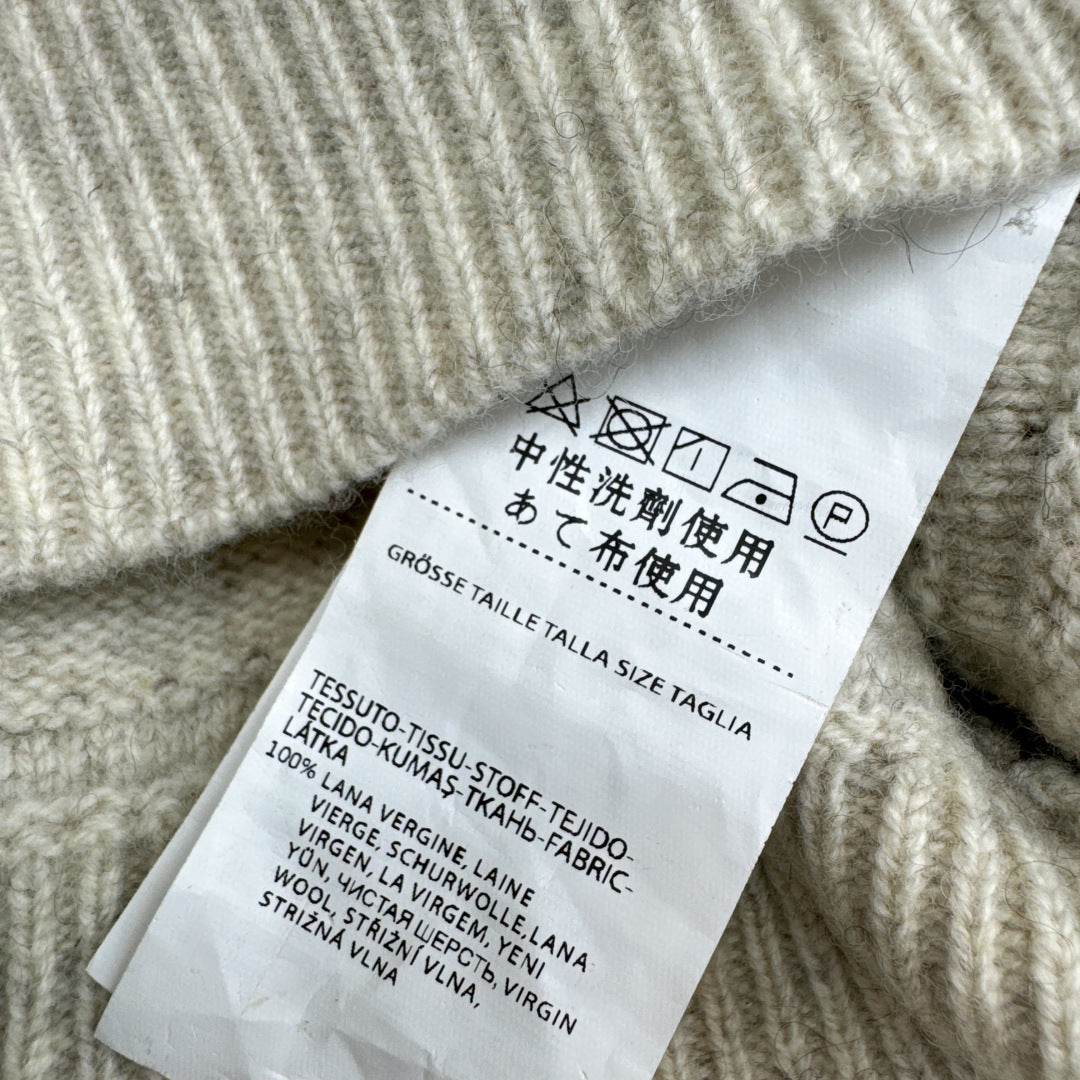 P
中性洗剤使用
あて布使用
GRÖSSE TAILLE TALLA SIZE TAGLIA
TESSUTO-TISSU-STOFF-TEJIDO-
TECIDO-KUMAŞ-ТКАНЬ-FABRIC-
LÁTKA
100% LANA VERGINE, LAINE
VIERGE, SCHURWOLLE, LANA
VIRGEN, LA VIRGEM, YENI
YÜN, ЧИСТАЯ ШЕРСТЬ, VIRGIN
WOOL, STŘIŽNÍ VLNA,
STRIŽNÁ VLNA